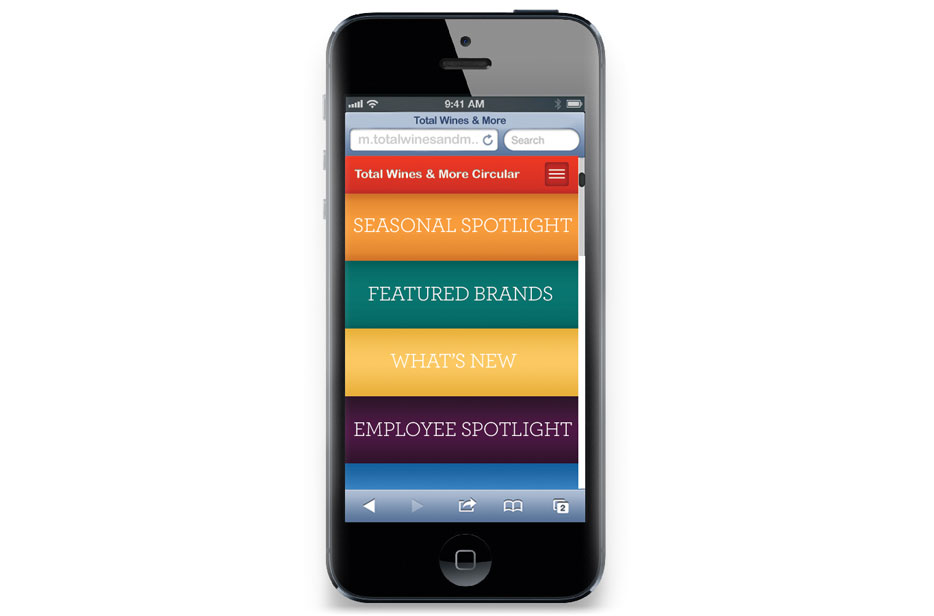 9:41 AM
Total Wines & More
m.totalwinesandm..
Search
Total Wines & More Circular
SEASONAL SPOTLIGHT
FEATURED BRANDS
WHAT'S NEW
EMPLOYEE SPOTLIGHT
2